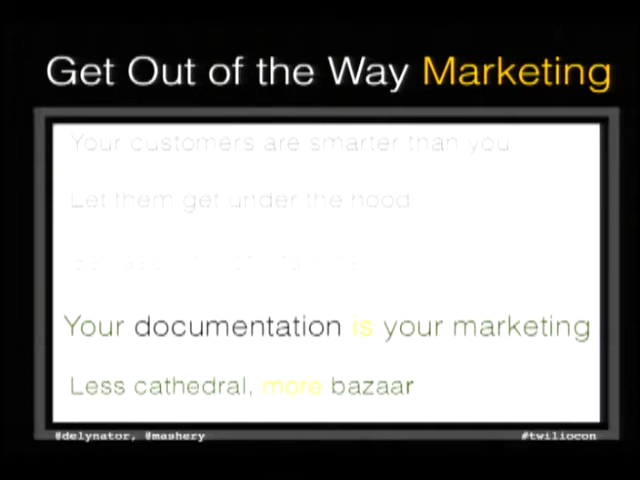 Get Out of the Way Marketing
Your customers are smarter than you
Let them get under the hood
Your documentation is your marketing
Less cathedral, more bazaar
@delynator, @mashery
#twiliocon